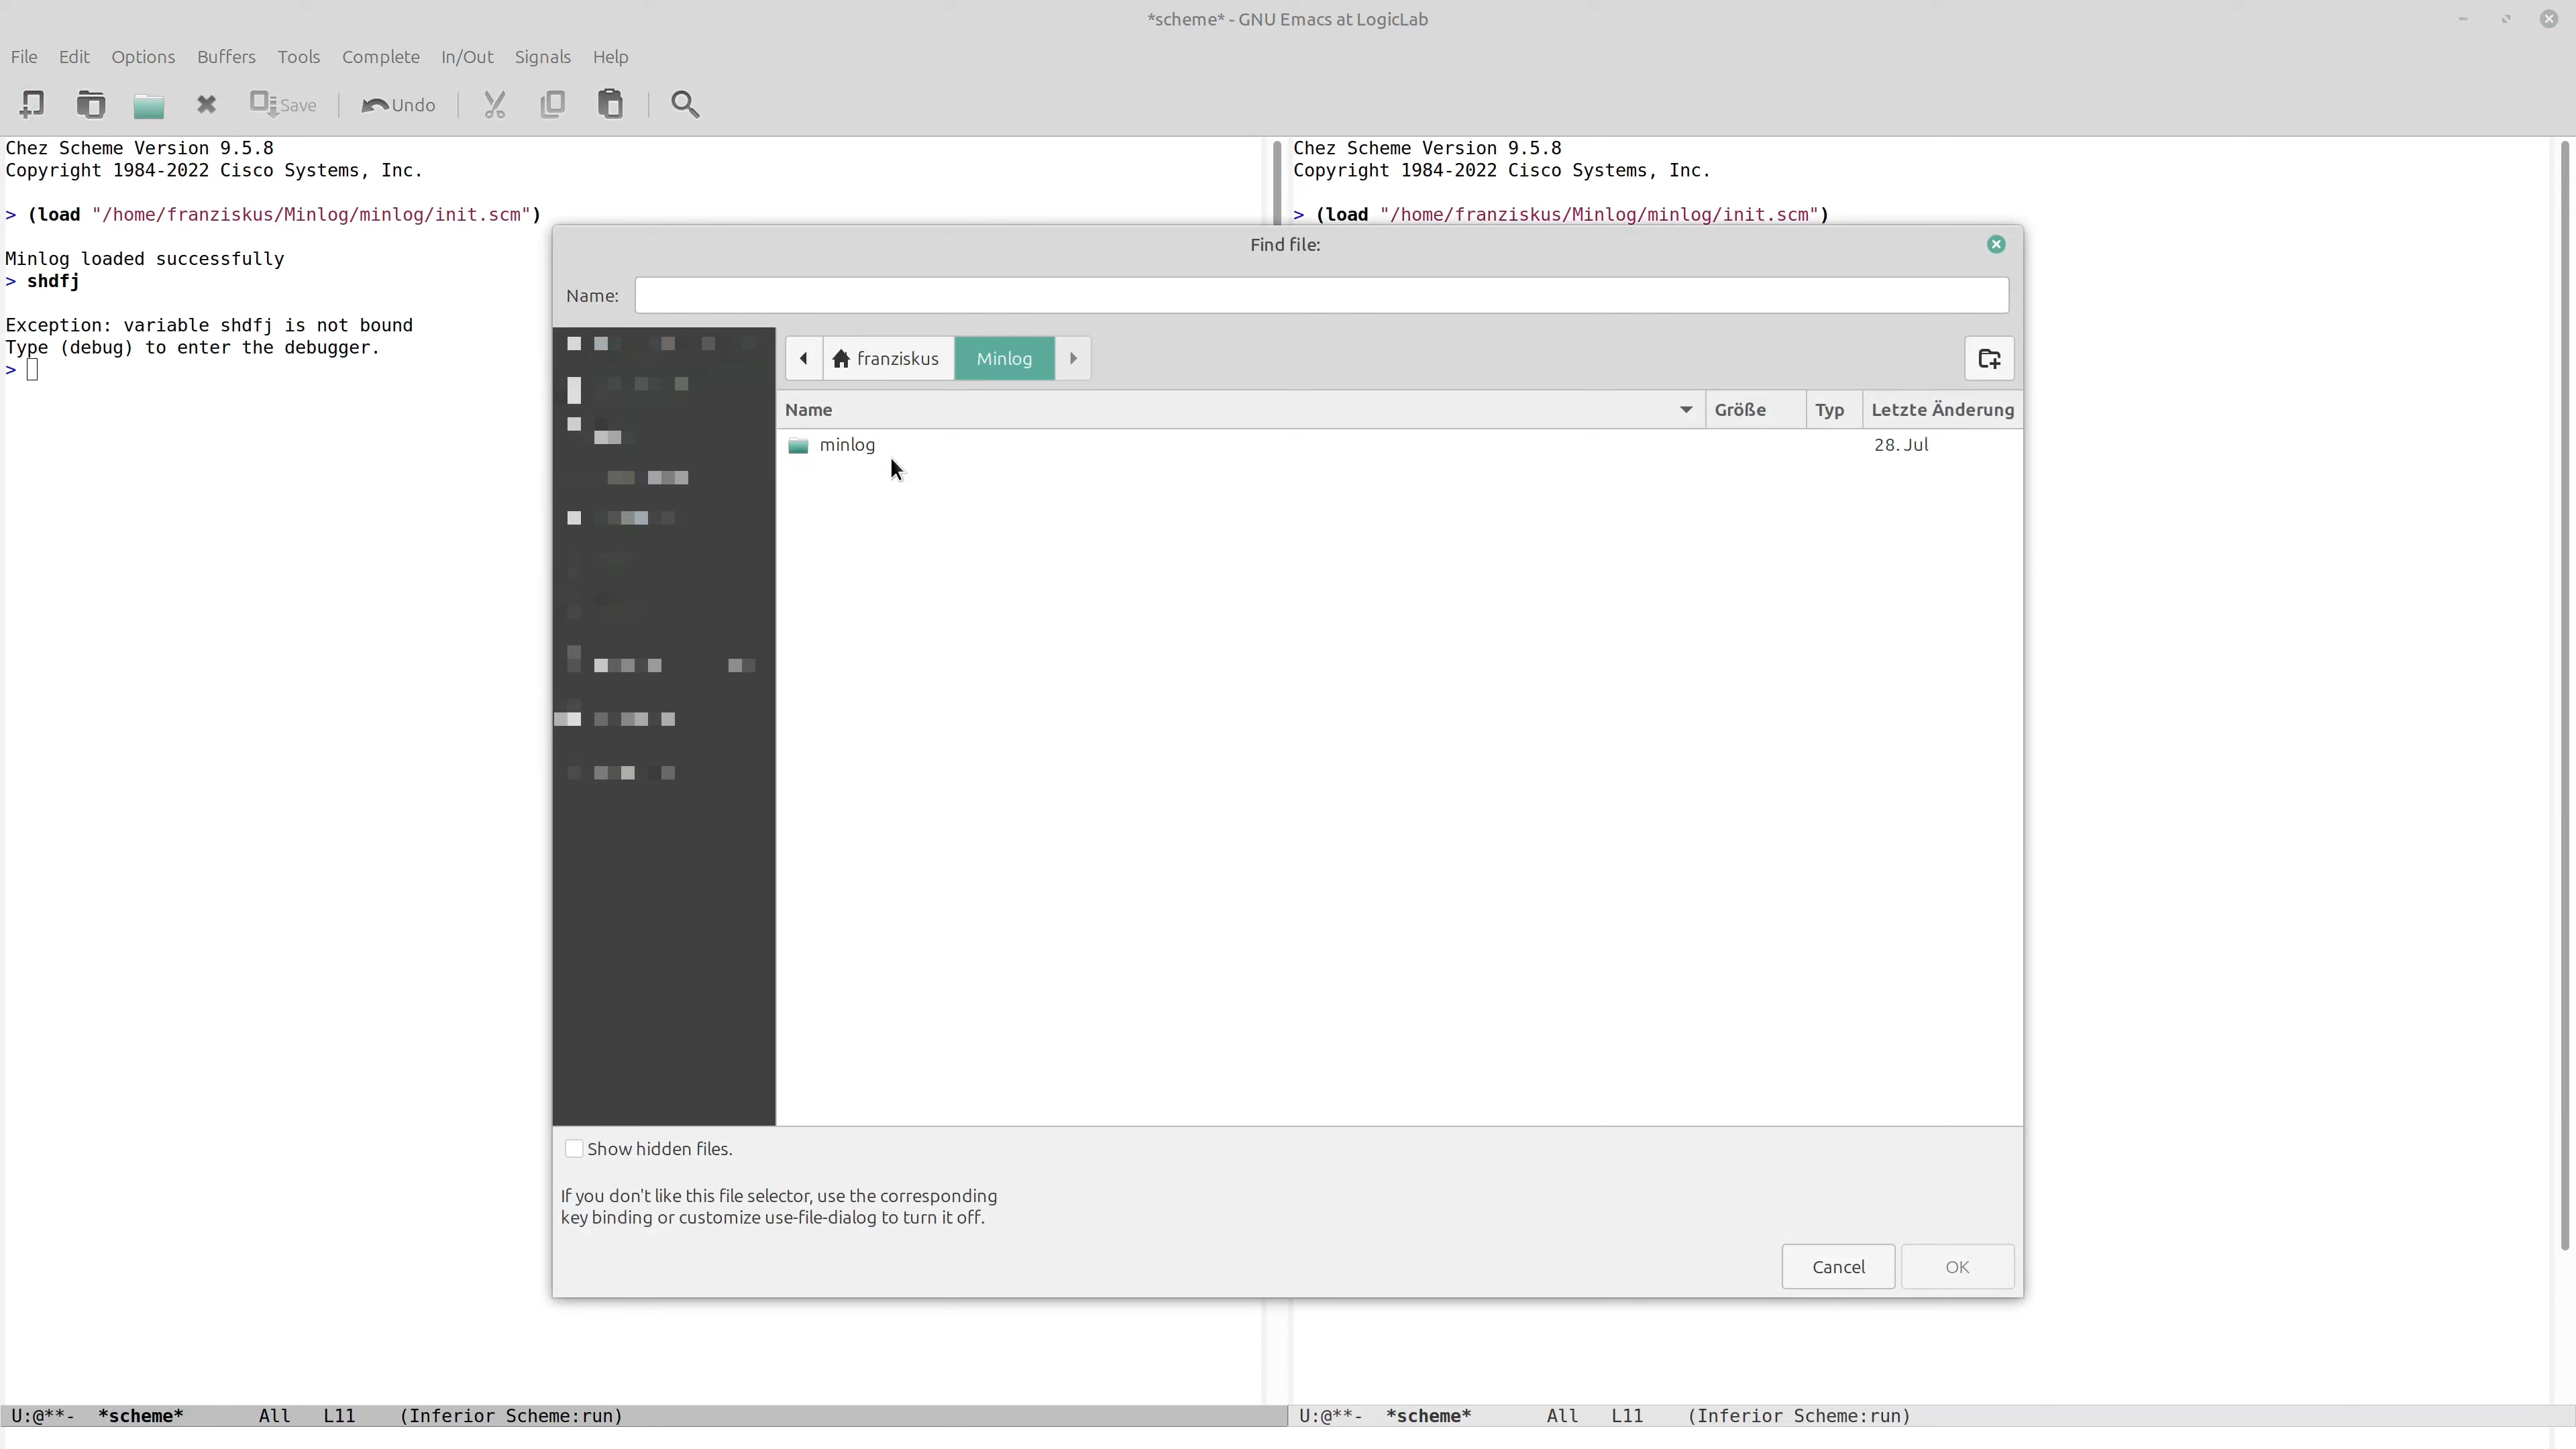 *scheme* - GNU Emacs at LogicLab
File Edit Options Buffers Tools Complete In/Out Signals Help
Save Undo
Chez Scheme Version 9.5.8
Copyright 1984-2022 Cisco Systems, Inc.
> (load "/home/franziskus/Minlog/minlog/init.scm")
Minlog loaded successfully
> shdfj
Exception: variable shdfj is not bound
Type (debug) to enter the debugger.
>
Chez Scheme Version 9.5.8
Copyright 1984-2022 Cisco Systems, Inc.
> (load "/home/franziskus/Minlog/minlog/init.scm")
Find file:
Name:
franziskus Minlog
Name Größe Typ Letzte Änderung
minlog 28. Jul
Show hidden files.
If you don't like this file selector, use the corresponding
key binding or customize use-file-dialog to turn it off.
Cancel OK
U:@**- *scheme* All L11 (Inferior Scheme:run)
U:@**- *scheme* All L11 (Inferior Scheme:run)